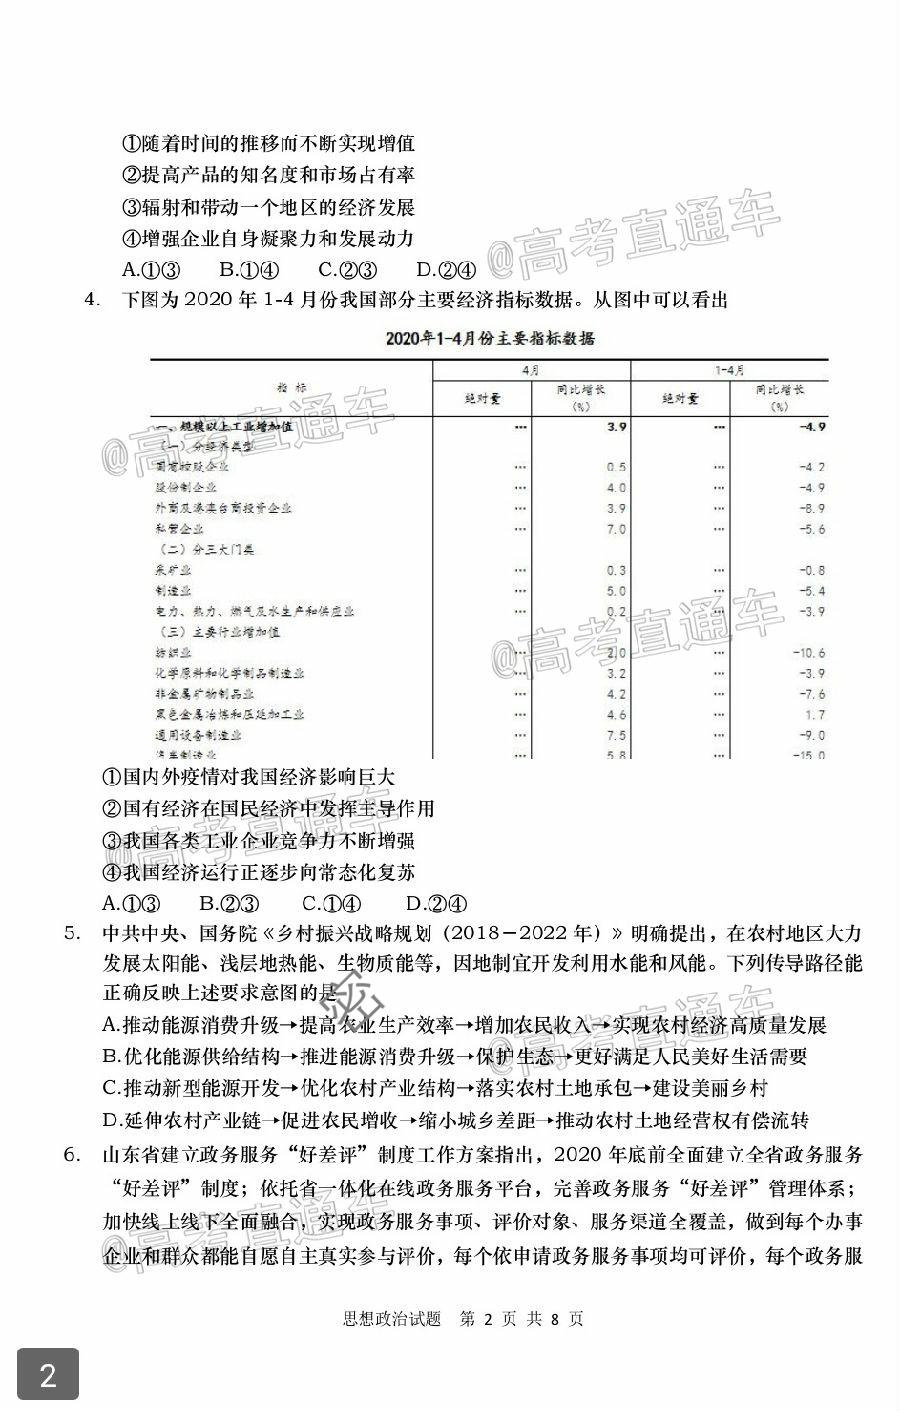 ①随着时间的推移而不断实现增值
②提高产品的知名度和市场占有率
③辐射和带动一个地区的经济发展
④增强企业自身凝聚力和发展动力
A.①③ B.①④ C.②③ D.②④
@高考直通车
4. 下图为 2020 年 1-4 月份我国部分主要经济指标数据。从图中可以看出
2020年1-4月份主要指标数据
指 标 4月 1-4月
绝对量 同比增长(%) 绝对量 同比增长(%)
一、规模以上工业增加值 … 3.9 … -4.9
（一）分经济类型
国有控股企业 … 0.5 … -4.2
股份制企业 … 4.0 … -4.9
外商及港澳台商投资企业 … 3.9 … -8.9
私营企业 … 7.0 … -5.6
（二）分三大门类
采矿业 … 0.3 … -0.8
制造业 … 5.0 … -5.4
电力、热力、燃气及水生产和供应业 … 0.2 … -3.9
（三）主要行业增加值
纺织业 … 2.0 … -10.6
化学原料和化学制品制造业 … 3.2 … -3.9
非金属矿物制品业 … 4.2 … -7.6
黑色金属冶炼和压延加工业 … 4.6 … 1.7
通用设备制造业 … 7.5 … -9.0
汽车制造业 … 5.8 … -15.0
@高考直通车
@高考直通车
①国内外疫情对我国经济影响巨大
②国有经济在国民经济中发挥主导作用
③我国各类工业企业竞争力不断增强
④我国经济运行正逐步向常态化复苏
@高考直通车
A.①③ B.②③ C.①④ D.②④
5. 中共中央、国务院《乡村振兴战略规划（2018－2022 年）》明确提出，在农村地区大力
发展太阳能、浅层地热能、生物质能等，因地制宜开发利用水能和风能。下列传导路径能
正确反映上述要求意图的是
密
A.推动能源消费升级→提高农业生产效率→增加农民收入→实现农村经济高质量发展
B.优化能源供给结构→推进能源消费升级→保护生态→更好满足人民美好生活需要
C.推动新型能源开发→优化农村产业结构→落实农村土地承包→建设美丽乡村
D.延伸农村产业链→促进农民增收→缩小城乡差距→推动农村土地经营权有偿流转
@高考直通车
6. 山东省建立政务服务“好差评”制度工作方案指出，2020 年底前全面建立全省政务服务
“好差评”制度；依托省一体化在线政务服务平台，完善政务服务“好差评”管理体系；
加快线上线下全面融合，实现政务服务事项、评价对象、服务渠道全覆盖，做到每个办事
企业和群众都能自愿自主真实参与评价，每个依申请政务服务事项均可评价，每个政务服
@高考直通车
思想政治试题 第 2 页 共 8 页
2